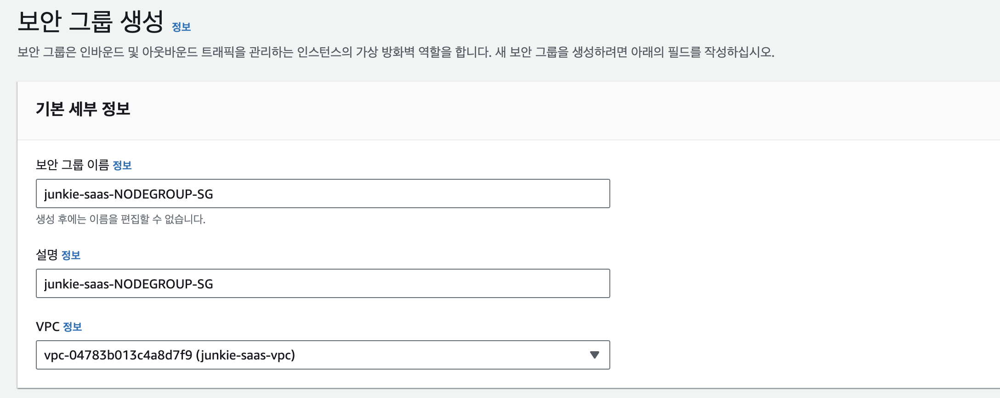 보안 그룹 생성 정보
보안 그룹은 인바운드 및 아웃바운드 트래픽을 관리하는 인스턴스의 가상 방화벽 역할을 합니다. 새 보안 그룹을 생성하려면 아래의 필드를 작성하십시오.
기본 세부 정보
보안 그룹 이름 정보
junkie-saas-NODEGROUP-SG
생성 후에는 이름을 편집할 수 없습니다.
설명 정보
junkie-saas-NODEGROUP-SG
VPC 정보
vpc-04783b013c4a8d7f9 (junkie-saas-vpc)